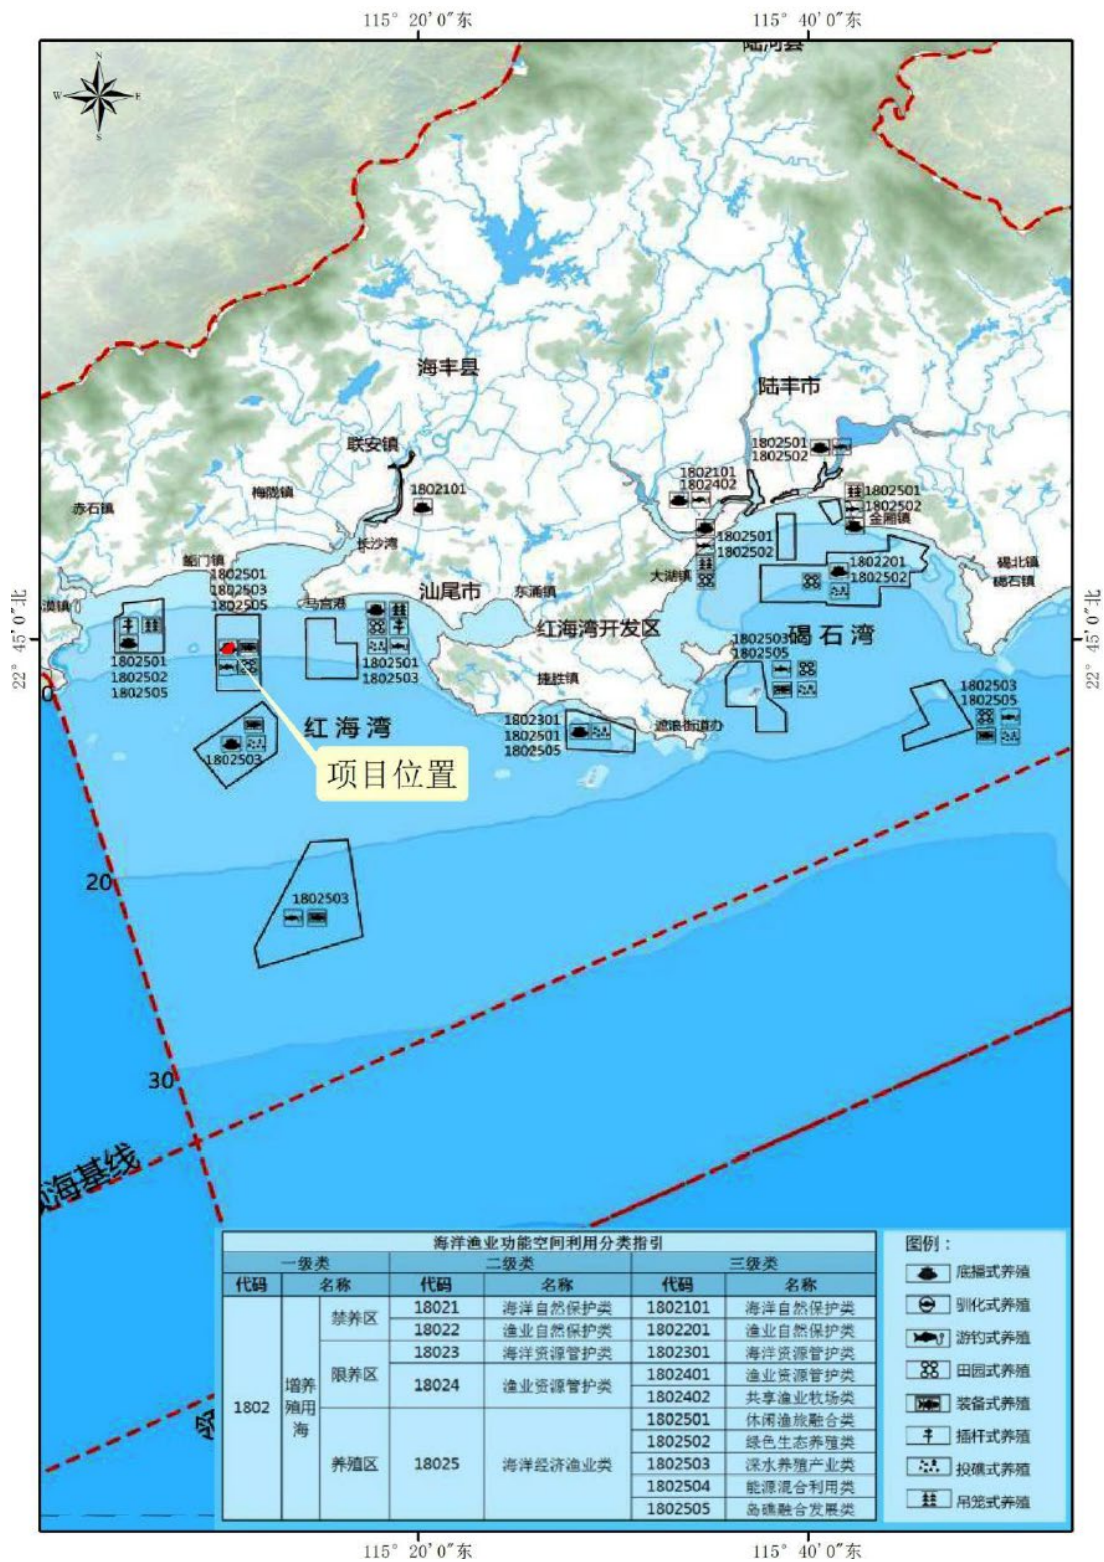 115° 20′0″东
115° 40′0″东
N
W
E
S
陆河县
海丰县
陆丰市
联安镇
1802501
1802502
1802101
1802402
梅陇镇
1802101
赤石镇
1802501
1802502
金厢镇
长沙湾
1802501
1802502
鲘门镇
碣北镇
1802201
1802502
碣石镇
大湖镇
1802501
1802503
1802505
汕尾市
东涌镇
马宫港
漠镇
红海湾开发区
碣石湾
22° 45′0″北
22° 45′0″北
1802503
1802505
1802501
1802502
1802505
1802501
1802503
捷胜镇
1802503
1802505
0
红海湾
1802301
1802501
1802505
遮浪街道办
1802503
项目位置
20
1802503
30
领海基线
海洋渔业功能空间利用分类指引
一级类 二级类 三级类
代码 名称 代码 名称 代码 名称
1802 增养殖用海
禁养区 18021 海洋自然保护类 1802101 海洋自然保护类
18022 渔业自然保护类 1802201 渔业自然保护类
限养区 18023 海洋资源管护类 1802301 海洋资源管护类
18024 渔业资源管护类 1802401 渔业资源管护类
1802402 共享渔业牧场类
养殖区 18025 海洋经济渔业类 1802501 休闲渔旅融合类
1802502 绿色生态养殖类
1802503 深水养殖产业类
1802504 能源混合利用类
1802505 岛礁融合发展类
图例：
底播式养殖
驯化式养殖
游钓式养殖
田园式养殖
装备式养殖
插杆式养殖
投礁式养殖
吊笼式养殖
115° 20′0″东
115° 40′0″东